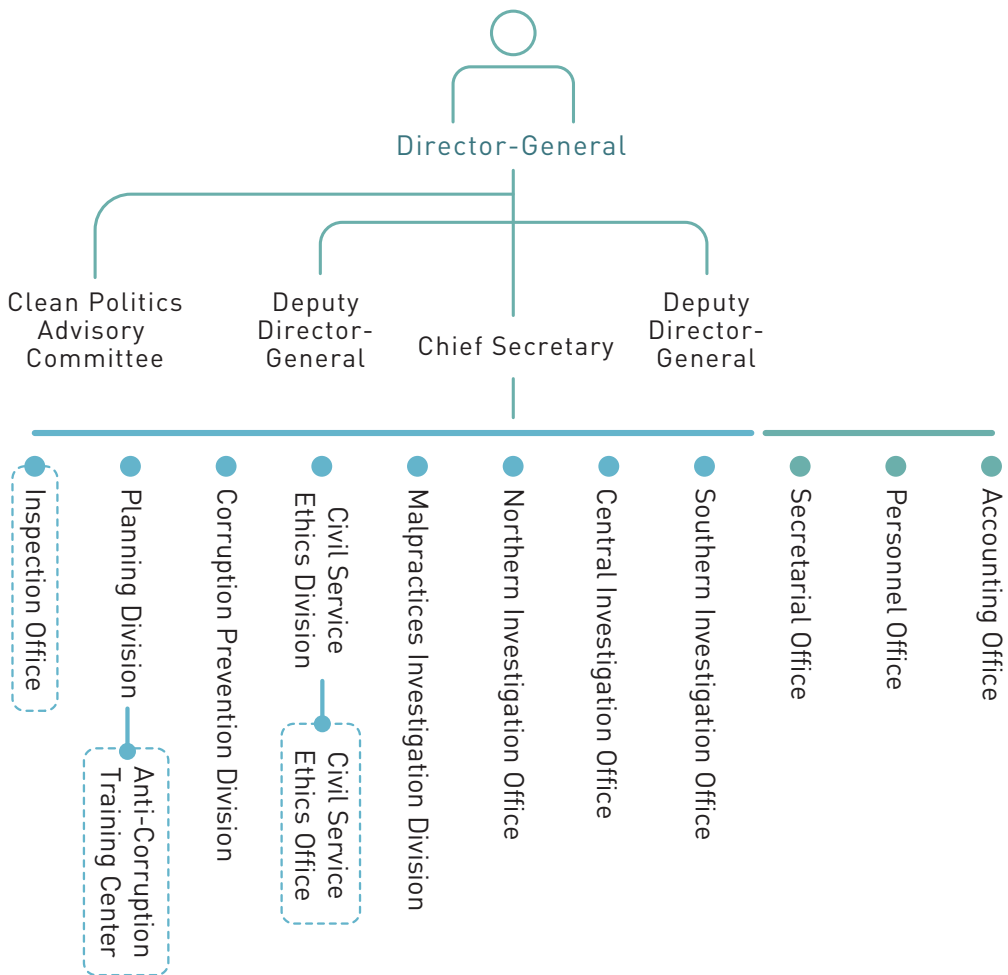 Director-General
Clean Politics
Advisory
Committee
Deputy
Director-
General
Chief Secretary
Deputy
Director-
General
Inspection Office
Planning Division
Anti-Corruption
Training Center
Corruption Prevention Division
Civil Service
Ethics Division
Civil Service
Ethics Office
Malpractices Investigation Division
Northern Investigation Office
Central Investigation Office
Southern Investigation Office
Secretarial Office
Personnel Office
Accounting Office